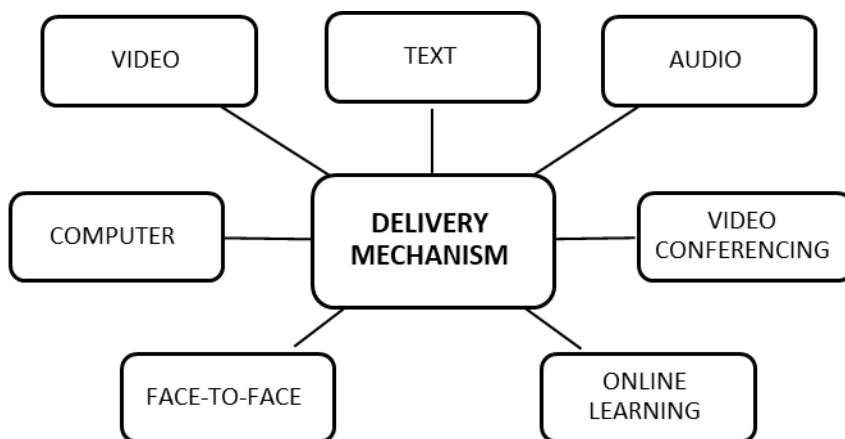 VIDEO
TEXT
AUDIO
COMPUTER
DELIVERY
MECHANISM
VIDEO
CONFERENCING
FACE-TO-FACE
ONLINE
LEARNING